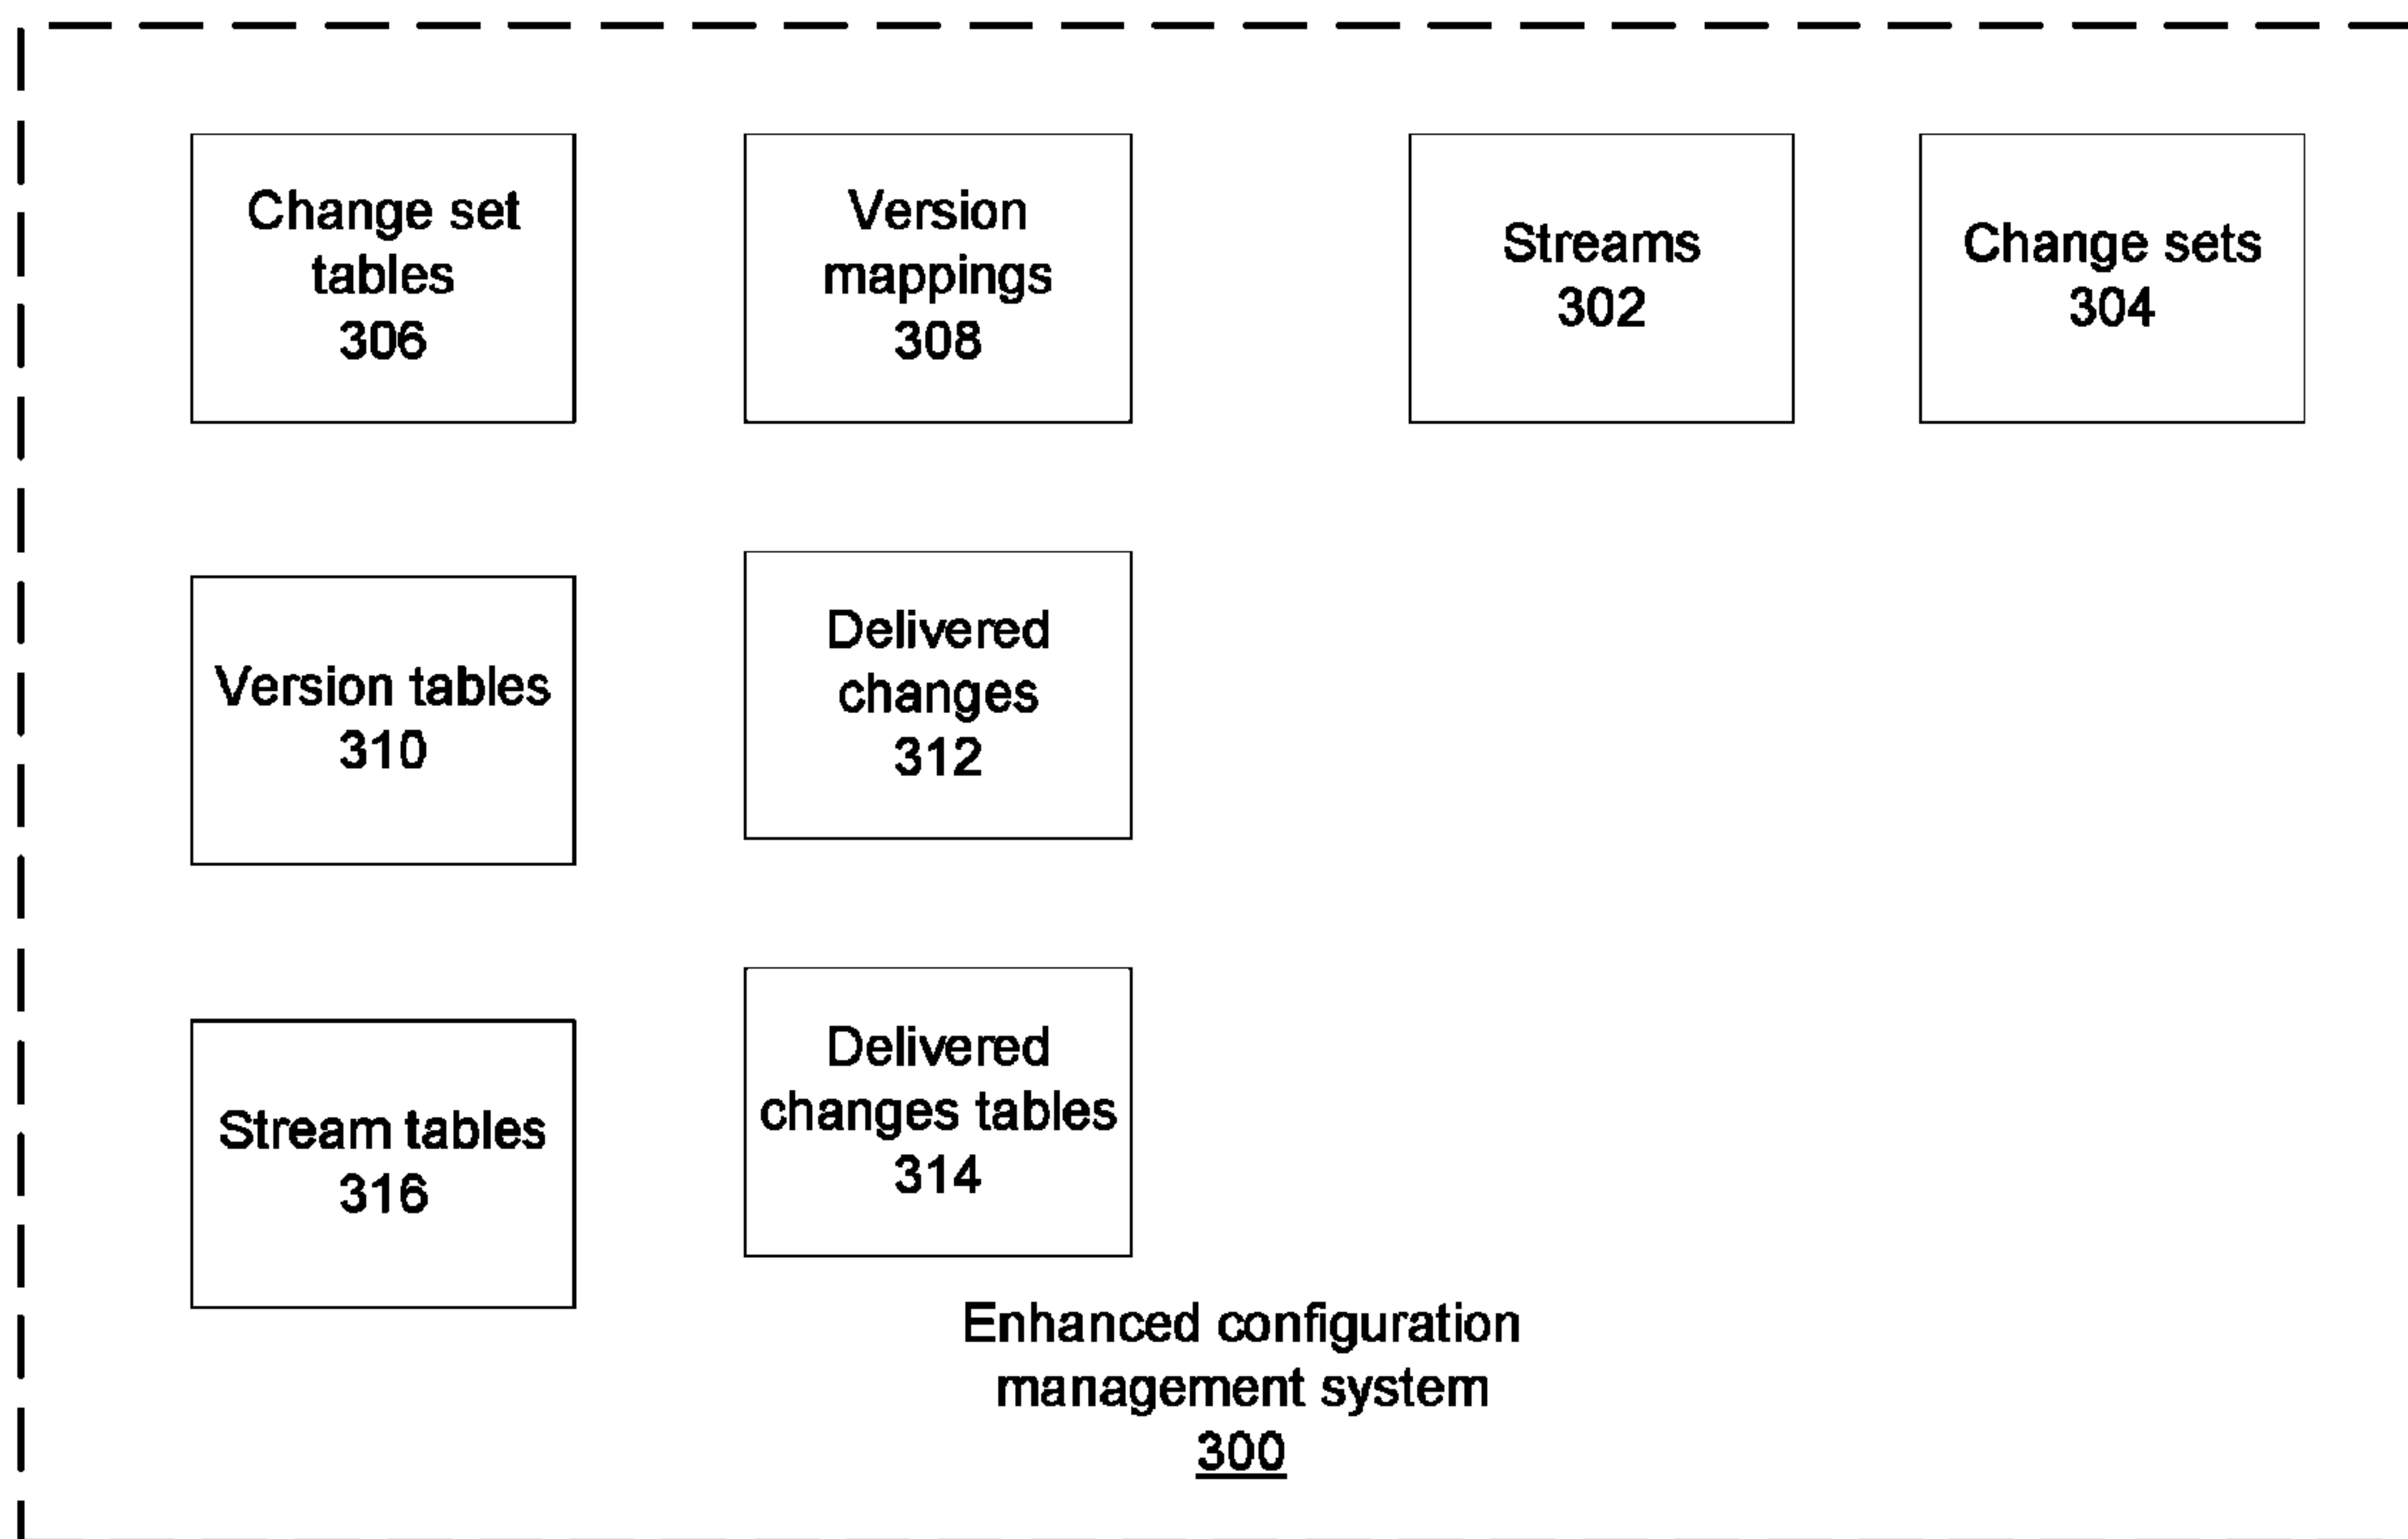 Change set
tables
306
Version
mappings
308
Streams
302
Change sets
304
Version tables
310
Delivered
changes
312
Stream tables
316
Delivered
changes tables
314
Enhanced configuration
management system
300